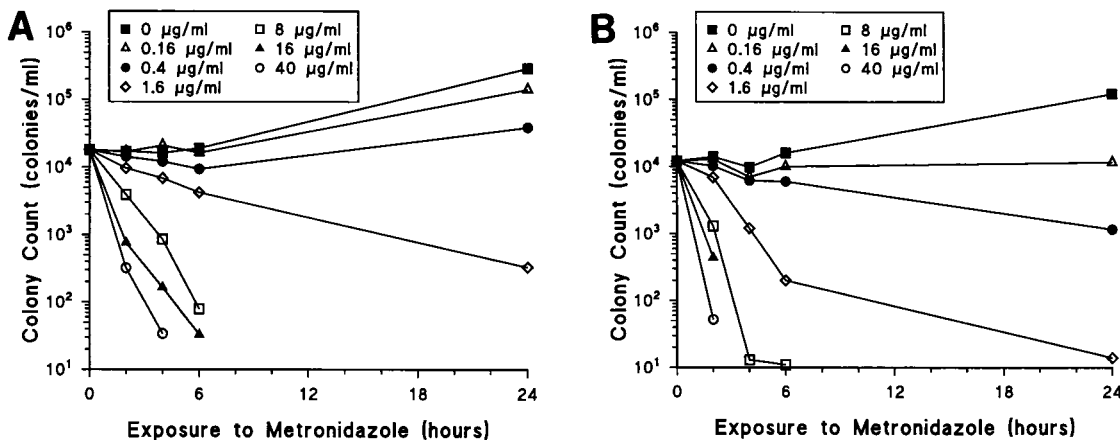 A
0 µg/ml
0.16 µg/ml
0.4 µg/ml
1.6 µg/ml
8 µg/ml
16 µg/ml
40 µg/ml
Colony Count (colonies/ml)
10⁶
10⁵
10⁴
10³
10²
10¹
0 6 12 18 24
Exposure to Metronidazole (hours)
B
0 µg/ml
0.16 µg/ml
0.4 µg/ml
1.6 µg/ml
8 µg/ml
16 µg/ml
40 µg/ml
Colony Count (colonies/ml)
10⁶
10⁵
10⁴
10³
10²
10¹
0 6 12 18 24
Exposure to Metronidazole (hours)